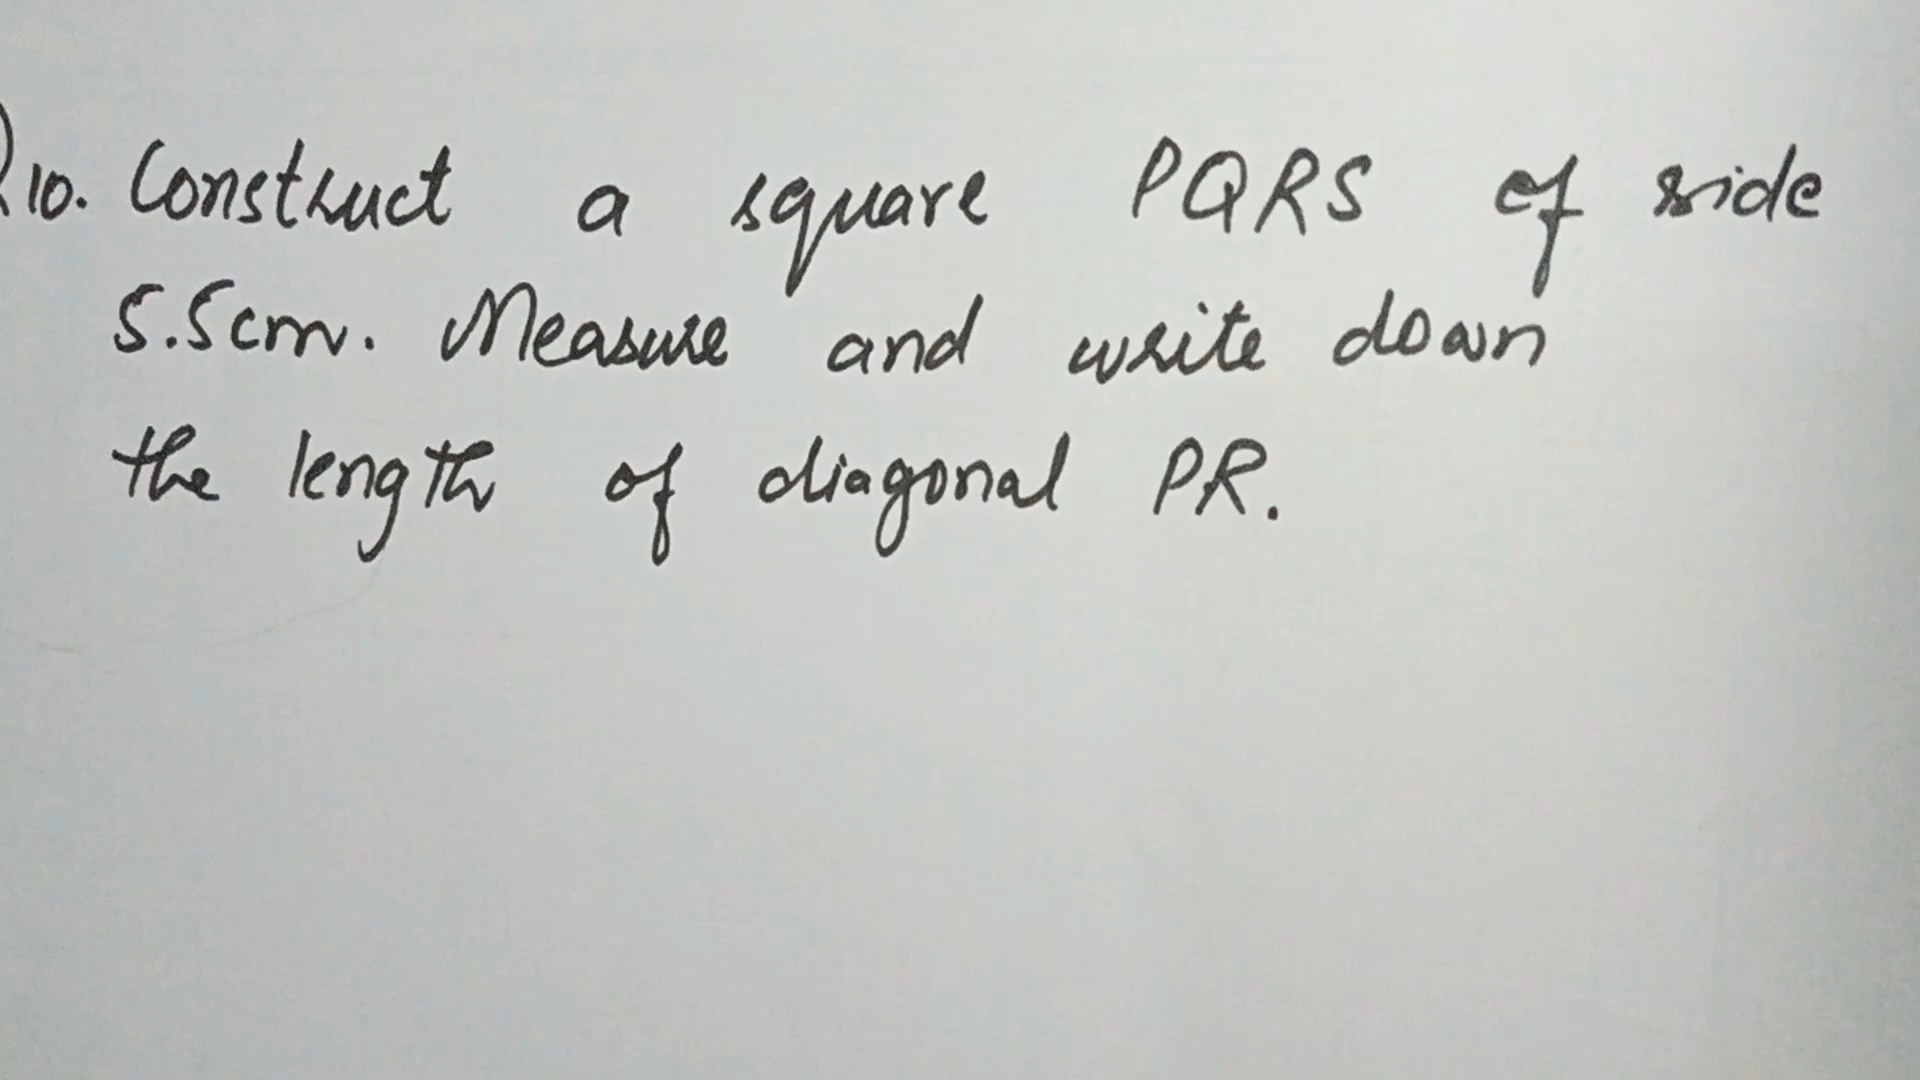 Q10. Construct a square PQRS of side
5.5cm. Measure and write down
the length of diagonal PR.